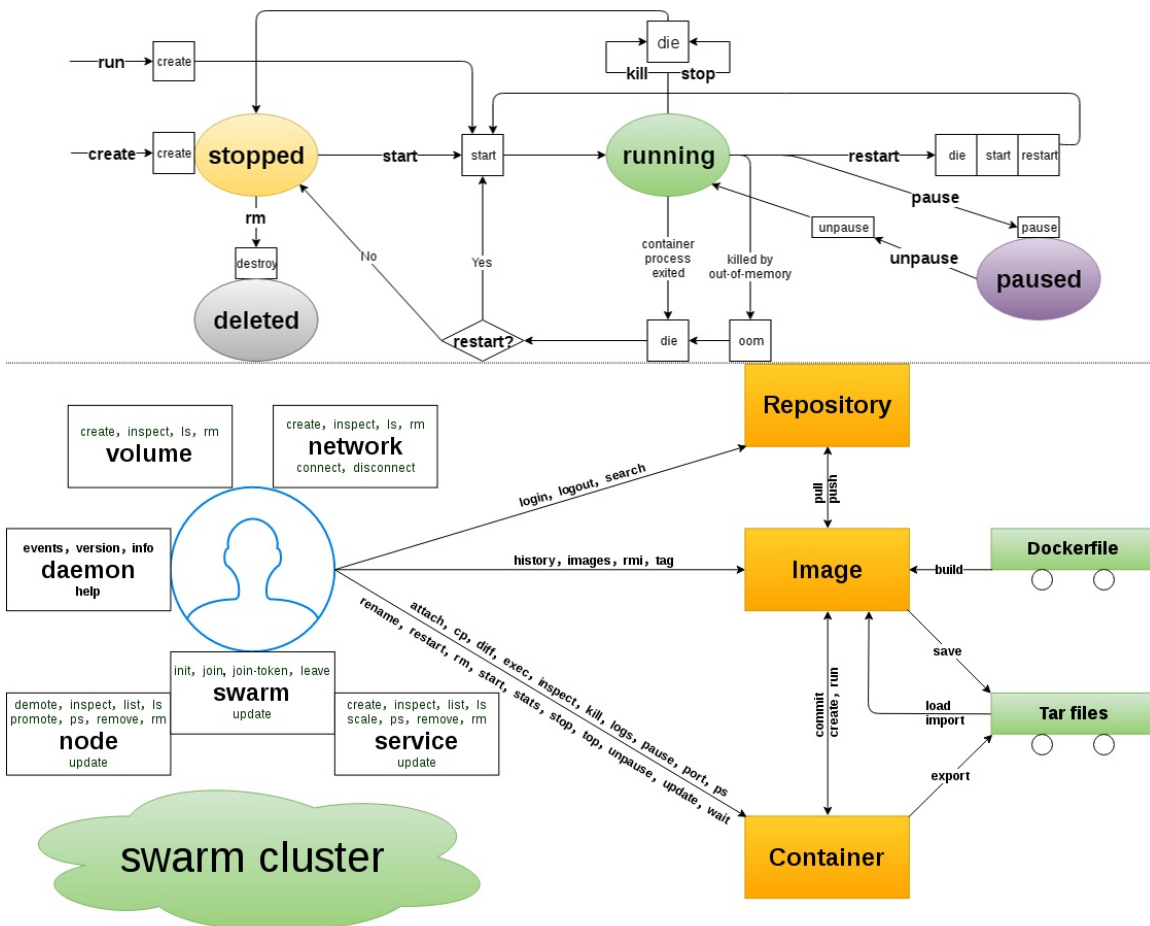 die
run
create
kill
stop
create
create
stopped
start
start
running
restart
die
start
restart
rm
pause
No
Yes
container
process
exited
killed by
out-of-memory
unpause
pause
unpause
destroy
deleted
paused
restart?
die
oom
Repository
create, inspect, ls, rm
volume
create, inspect, ls, rm
network
connect, disconnect
login, logout, search
pull
push
events, version, info
daemon
help
history, images, rmi, tag
Image
build
Dockerfile
attach, cp, diff, exec, inspect, kill, logs, pause, port, ps
rename, restart, rm, start, stats, stop, top, unpause, update, wait
init, join, join-token, leave
swarm
update
demote, inspect, list, ls
promote, ps, remove, rm
node
update
create, inspect, list, ls
scale, ps, remove, rm
service
update
commit
create, run
save
load
import
Tar files
export
swarm cluster
Container